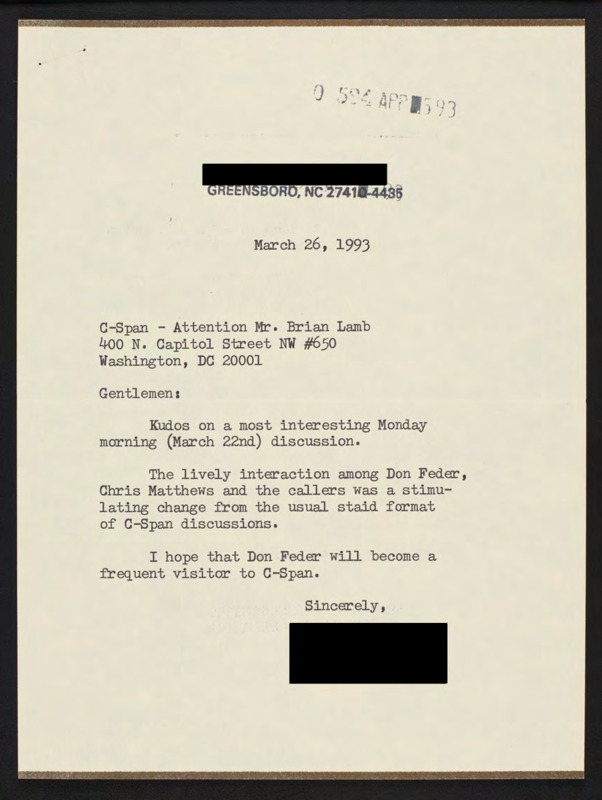 GREENSBORO, NC 27410-4435
March 26, 1993
C-Span - Attention Mr. Brian Lamb
400 N. Capitol Street NW #650
Washington, DC 20001
Gentlemen:
Kudos on a most interesting Monday
morning (March 22nd) discussion.
The lively interaction among Don Feder,
Chris Matthews and the callers was a stimu-
lating change from the usual staid format
of C-Span discussions.
I hope that Don Feder will become a
frequent visitor to C-Span.
Sincerely,